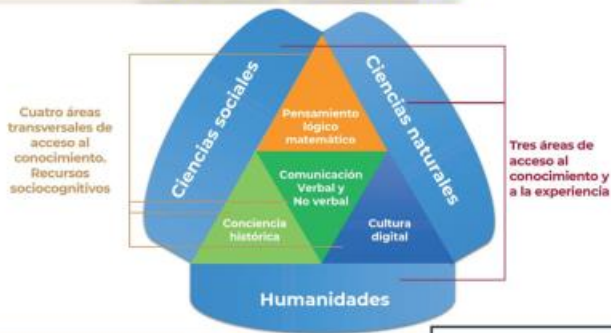 Cuatro áreas
transversales de
acceso al
conocimiento.
Recursos
sociocognitivos
Ciencias sociales
Ciencias naturales
Pensamiento
lógico
matemático
Comunicación
Verbal y
No verbal
Conciencia
histórica
Cultura
digital
Humanidades
Tres áreas de
acceso al
conocimiento y
a la experiencia